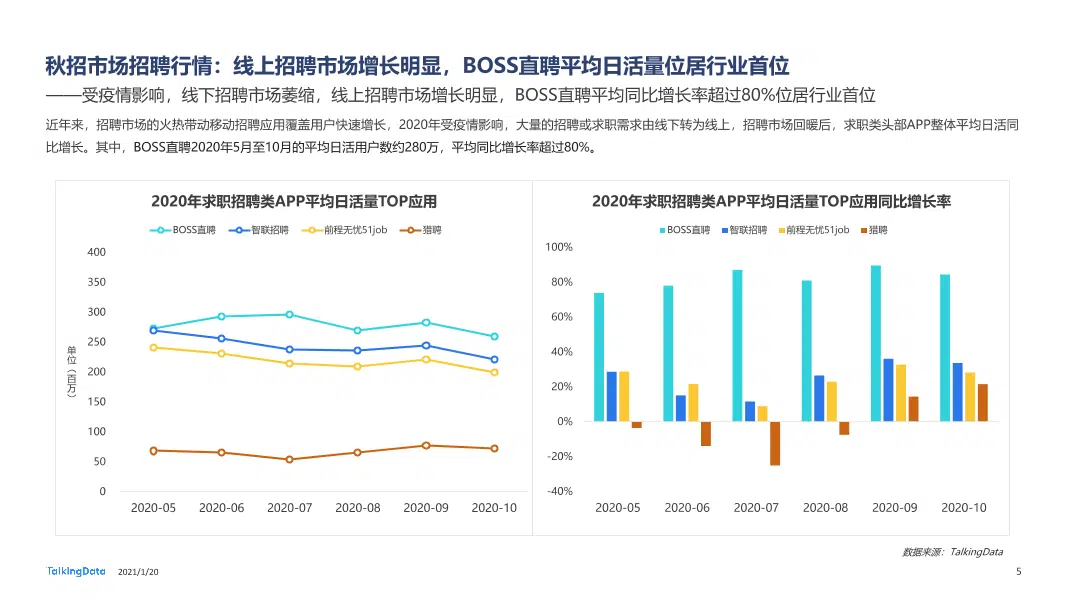 秋招市场招聘行情：线上招聘市场增长明显，BOSS直聘平均日活量位居行业首位
——受疫情影响，线下招聘市场萎缩，线上招聘市场增长明显，BOSS直聘平均同比增长率超过80%位居行业首位
近年来，招聘市场的火热带动移动招聘应用覆盖用户快速增长，2020年受疫情影响，大量的招聘或求职需求由线下转为线上，招聘市场回暖后，求职类头部APP整体平均日活同
比增长。其中，BOSS直聘2020年5月至10月的平均日活用户数约280万，平均同比增长率超过80%。
2020年求职招聘类APP平均日活量TOP应用
BOSS直聘 智联招聘 前程无忧51job 猎聘
单位（百万）
400
350
300
250
200
150
100
50
0
2020-05 2020-06 2020-07 2020-08 2020-09 2020-10
2020年求职招聘类APP平均日活量TOP应用同比增长率
BOSS直聘 智联招聘 前程无忧51job 猎聘
100%
80%
60%
40%
20%
0%
-20%
-40%
2020-05 2020-06 2020-07 2020-08 2020-09 2020-10
数据来源：TalkingData
TalkingData 2021/1/20
5